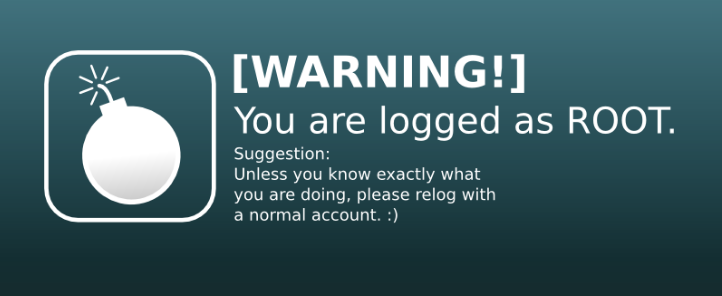 [WARNING!]
You are logged as ROOT.
Suggestion:
Unless you know exactly what
you are doing, please relog with
a normal account. :)